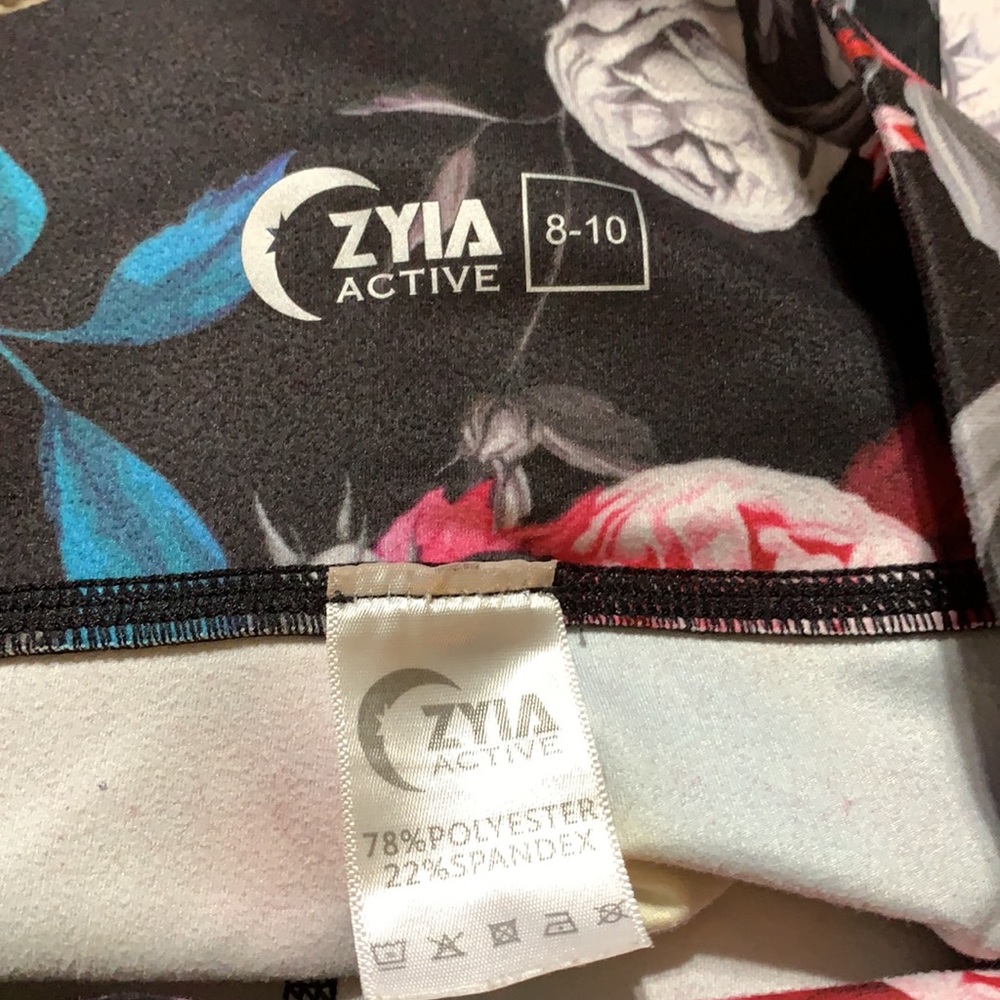 ZYIA
ACTIVE
8-10
ZYIA
ACTIVE
78%POLYESTER
22%SPANDEX